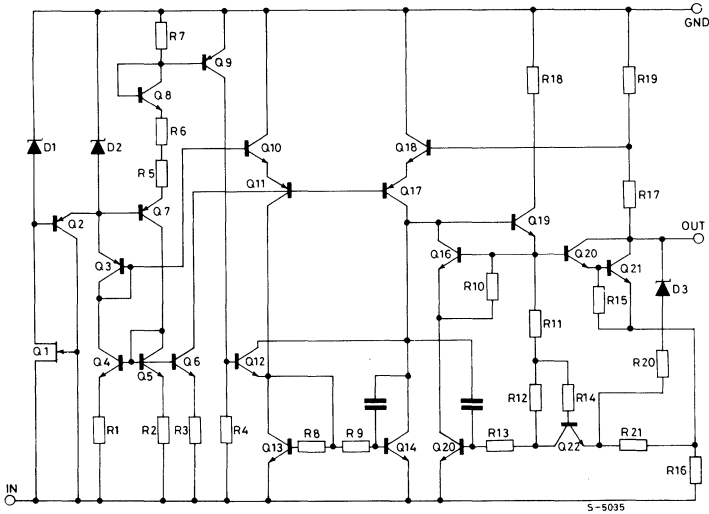 GND
R7
Q9
Q8
R18
R19
R6
D1
D2
Q10
Q18
R5
Q11
Q17
R17
Q2
Q7
Q19
OUT
Q3
Q16
Q20
Q21
R10
R15
D3
R11
Q1
Q4
Q5
Q6
Q12
R20
R12
R14
R1
R2
R3
R4
Q13
R8
R9
Q14
Q20
R13
Q22
R21
R16
IN
S-5035